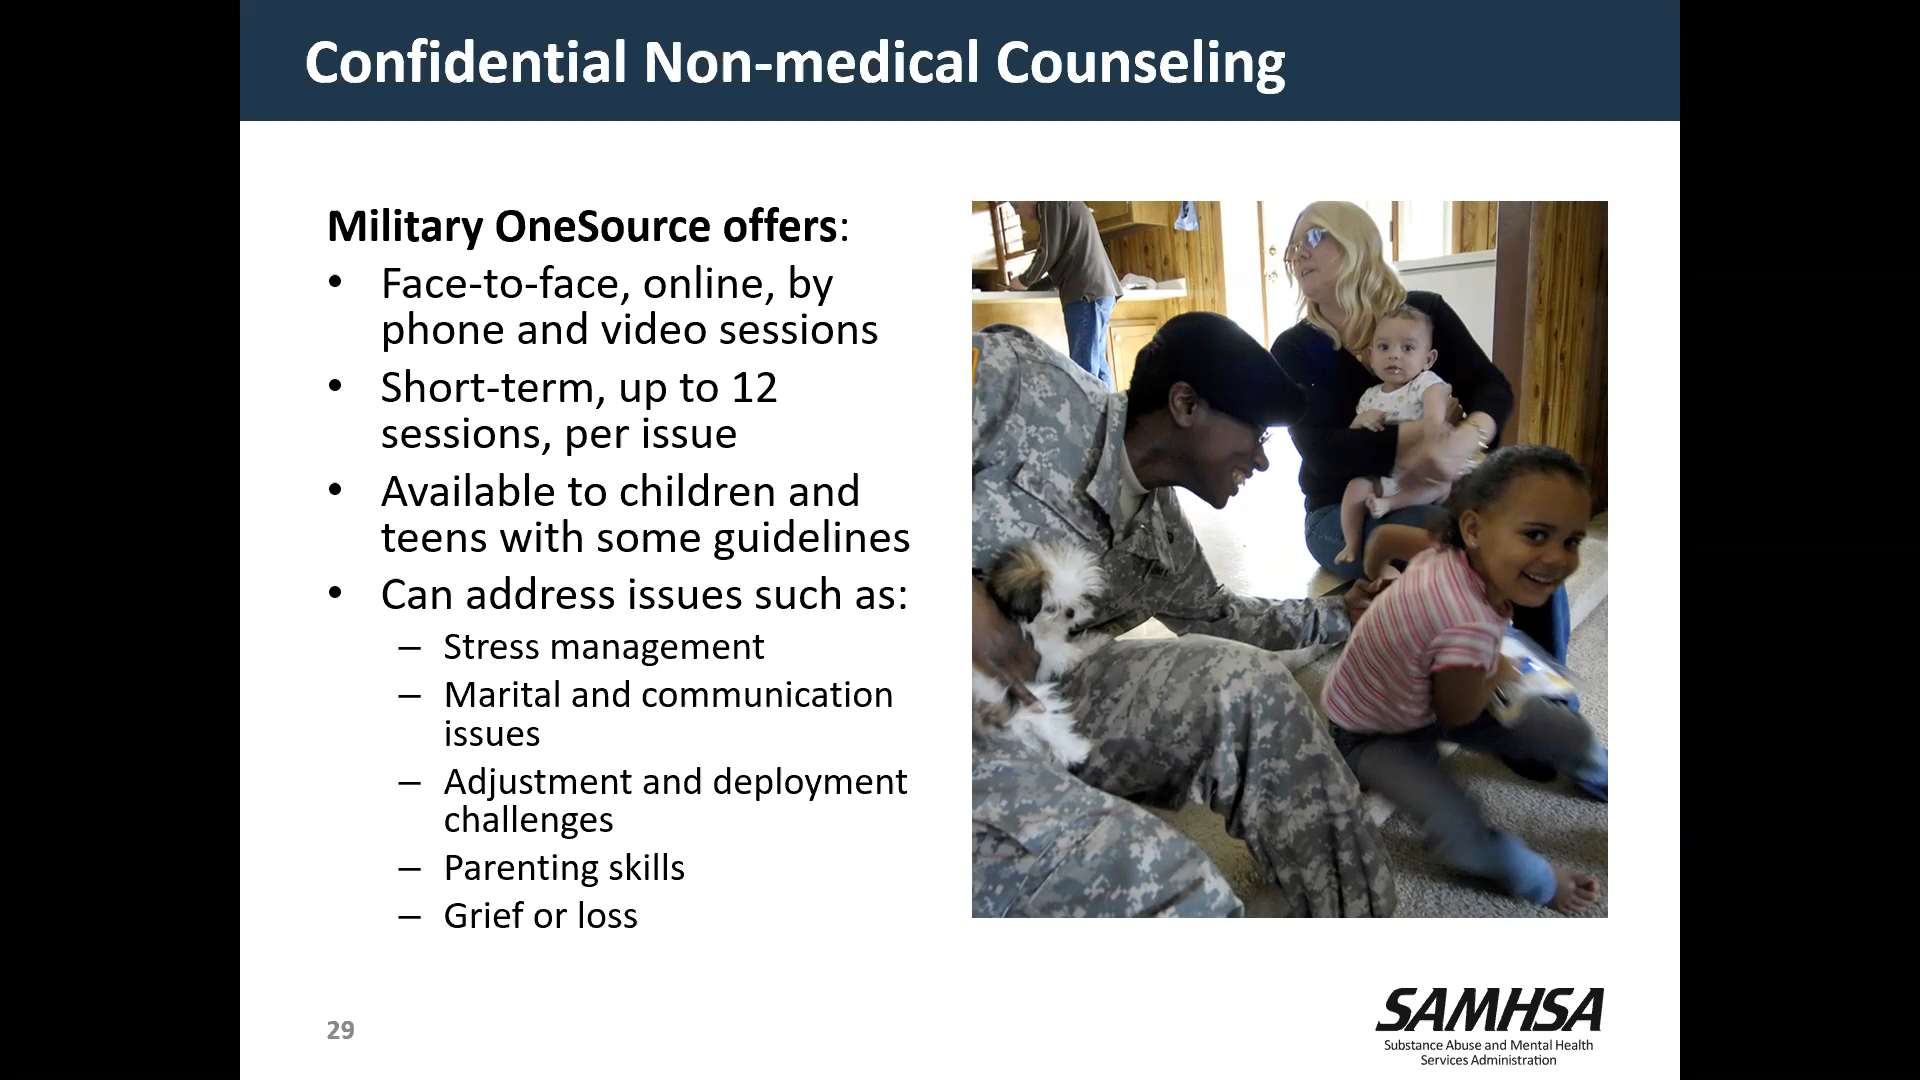 Confidential Non-medical Counseling
Military OneSource offers:
• Face-to-face, online, by
phone and video sessions
• Short-term, up to 12
sessions, per issue
• Available to children and
teens with some guidelines
• Can address issues such as:
– Stress management
– Marital and communication
issues
– Adjustment and deployment
challenges
– Parenting skills
– Grief or loss
29
SAMHSA
Substance Abuse and Mental Health
Services Administration